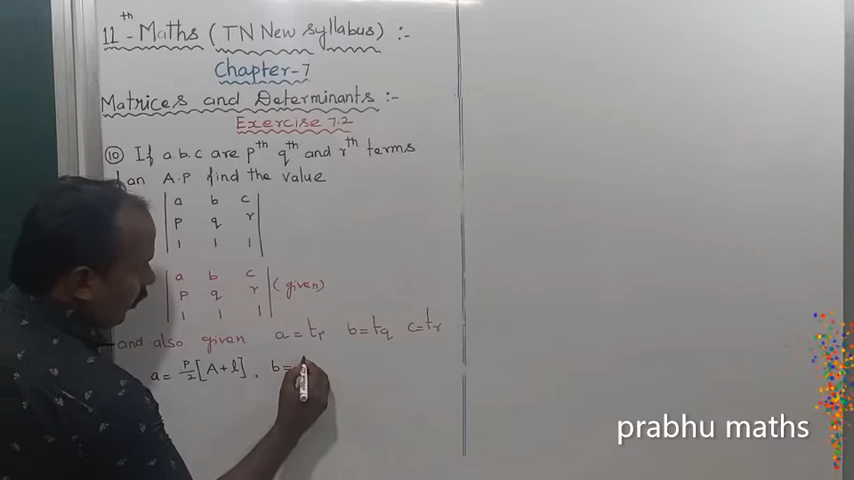 11th - Maths (TN New syllabus) :-
Chapter-7
Matrices and Determinants :-
Exercise 7.2
(10) If a.b.c are pth qth and rth terms
an A.P find the value
a b c
p q r
1 1 1
a b c
p q r (given)
1 1 1
and also given a = tp b = tq c = tr
a = p/2 [A + l], b =
prabhu maths